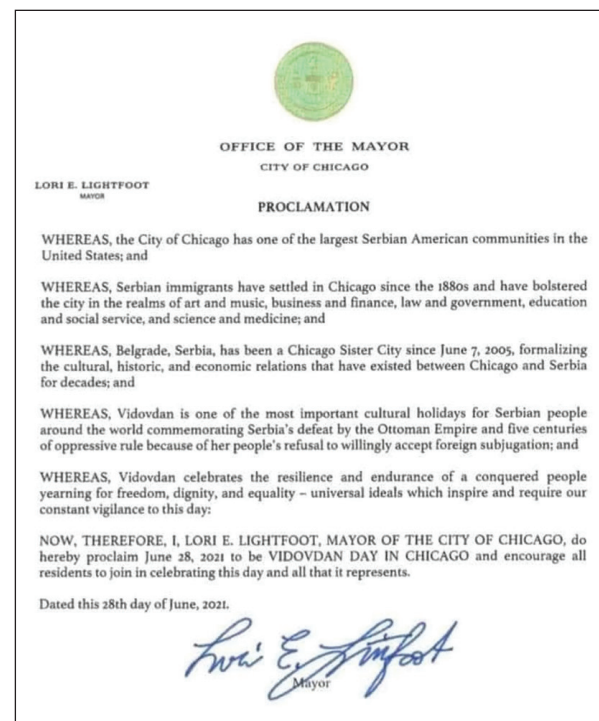 OFFICE OF THE MAYOR
CITY OF CHICAGO
LORI E. LIGHTFOOT
MAYOR
PROCLAMATION
WHEREAS, the City of Chicago has one of the largest Serbian American communities in the
United States; and
WHEREAS, Serbian immigrants have settled in Chicago since the 1880s and have bolstered
the city in the realms of art and music, business and finance, law and government, education
and social service, and science and medicine; and
WHEREAS, Belgrade, Serbia, has been a Chicago Sister City since June 7, 2005, formalizing
the cultural, historic, and economic relations that have existed between Chicago and Serbia
for decades; and
WHEREAS, Vidovdan is one of the most important cultural holidays for Serbian people
around the world commemorating Serbia's defeat by the Ottoman Empire and five centuries
of oppressive rule because of her people's refusal to willingly accept foreign subjugation; and
WHEREAS, Vidovdan celebrates the resilience and endurance of a conquered people
yearning for freedom, dignity, and equality – universal ideals which inspire and require our
constant vigilance to this day:
NOW, THEREFORE, I, LORI E. LIGHTFOOT, MAYOR OF THE CITY OF CHICAGO, do
hereby proclaim June 28, 2021 to be VIDOVDAN DAY IN CHICAGO and encourage all
residents to join in celebrating this day and all that it represents.
Dated this 28th day of June, 2021.
Mayor